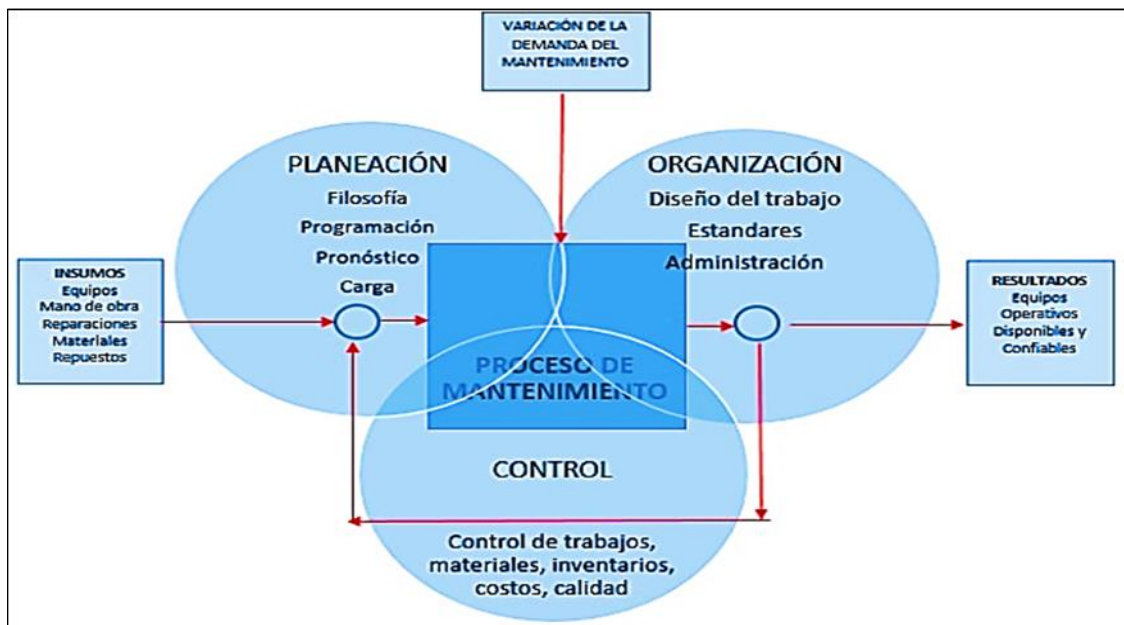 VARIACIÓN DE LA
DEMANDA DEL
MANTENIMIENTO
PLANEACIÓN
Filosofía
Programación
Pronóstico
Carga
ORGANIZACIÓN
Diseño del trabajo
Estandares
Administración
INSUMOS
Equipos
Mano de obra
Reparaciones
Materiales
Repuestos
PROCESO DE
MANTENIMIENTO
RESULTADOS
Equipos
Operativos
Disponibles y
Confiables
CONTROL
Control de trabajos,
materiales, inventarios,
costos, calidad